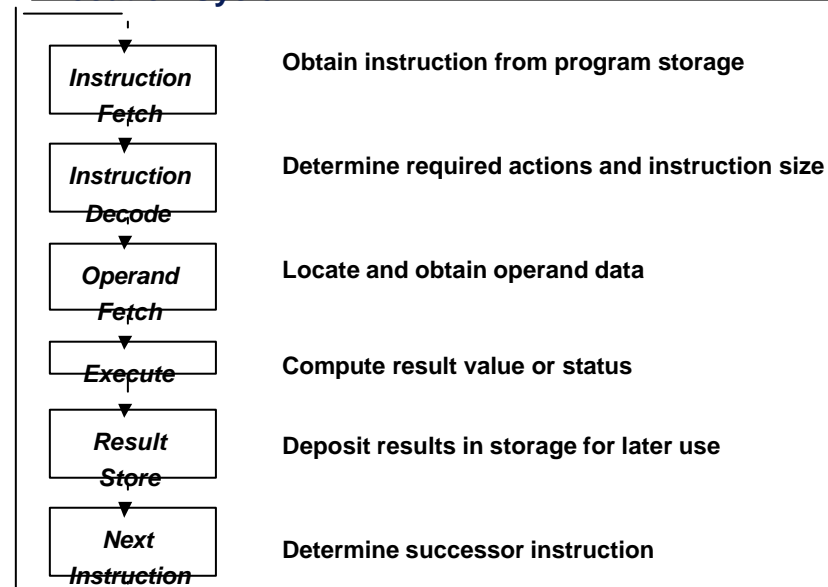 Instruction
Fetch
Obtain instruction from program storage
Instruction
Decode
Determine required actions and instruction size
Operand
Fetch
Locate and obtain operand data
Execute
Compute result value or status
Result
Store
Deposit results in storage for later use
Next
Instruction
Determine successor instruction